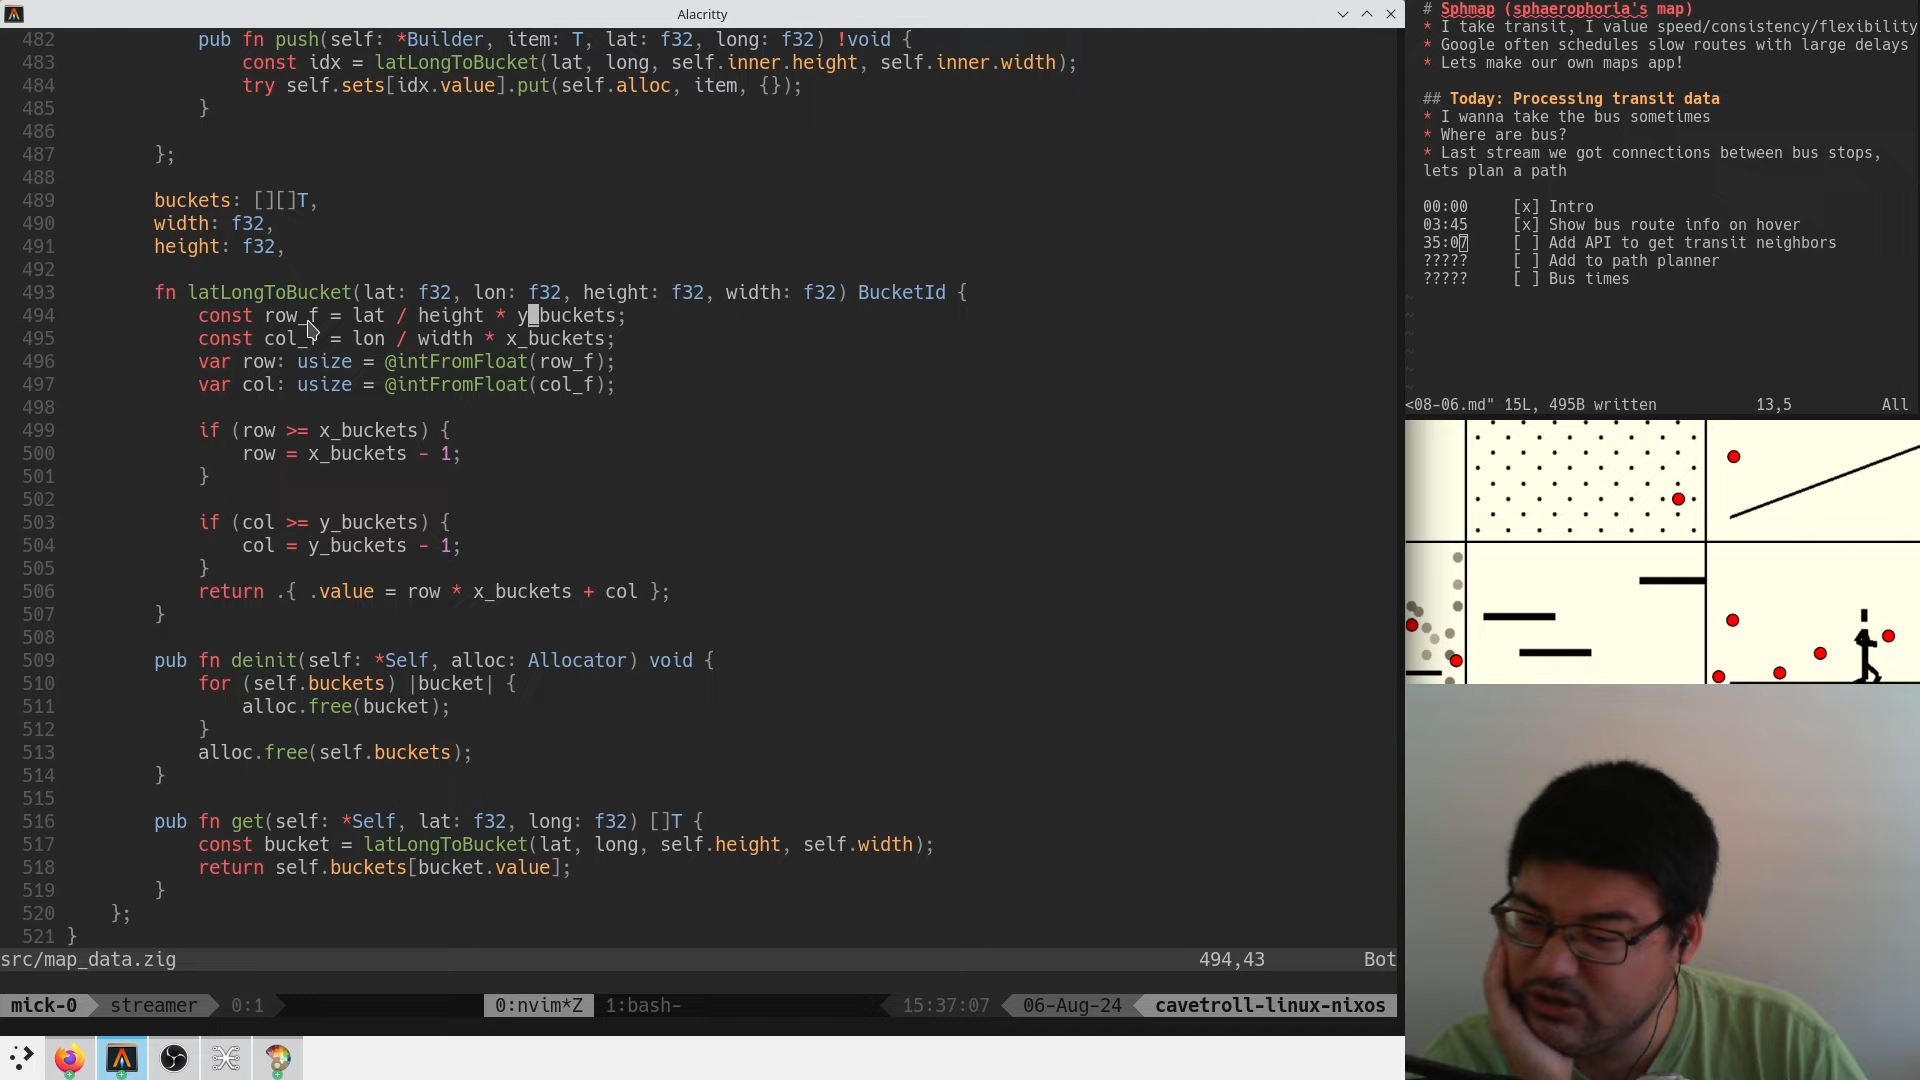 Alacritty
482 pub fn push(self: *Builder, item: T, lat: f32, long: f32) !void {
483 const idx = latLongToBucket(lat, long, self.inner.height, self.inner.width);
484 try self.sets[idx.value].put(self.alloc, item, {});
485 }
486
487 };
488
489 buckets: [][]T,
490 width: f32,
491 height: f32,
492
493 fn latLongToBucket(lat: f32, lon: f32, height: f32, width: f32) BucketId {
494 const row_f = lat / height * y_buckets;
495 const col_f = lon / width * x_buckets;
496 var row: usize = @intFromFloat(row_f);
497 var col: usize = @intFromFloat(col_f);
498
499 if (row >= x_buckets) {
500 row = x_buckets - 1;
501 }
502
503 if (col >= y_buckets) {
504 col = y_buckets - 1;
505 }
506 return .{ .value = row * x_buckets + col };
507 }
508
509 pub fn deinit(self: *Self, alloc: Allocator) void {
510 for (self.buckets) |bucket| {
511 alloc.free(bucket);
512 }
513 alloc.free(self.buckets);
514 }
515
516 pub fn get(self: *Self, lat: f32, long: f32) []T {
517 const bucket = latLongToBucket(lat, long, self.height, self.width);
518 return self.buckets[bucket.value];
519 }
520 };
521 }
src/map_data.zig 494,43 Bot
mick-0 streamer 0:1 0:nvim*Z 1:bash- 15:37:07 06-Aug-24 cavetroll-linux-nixos
# Sphmap (sphaerophoria's map)
* I take transit, I value speed/consistency/flexibility
* Google often schedules slow routes with large delays
* Lets make our own maps app!
## Today: Processing transit data
* I wanna take the bus sometimes
* Where are bus?
* Last stream we got connections between bus stops,
lets plan a path
00:00 [x] Intro
03:45 [x] Show bus route info on hover
35:07 [ ] Add API to get transit neighbors
????? [ ] Add to path planner
????? [ ] Bus times
~
~
~
~
~
~
<08-06.md" 15L, 495B written 13,5 All